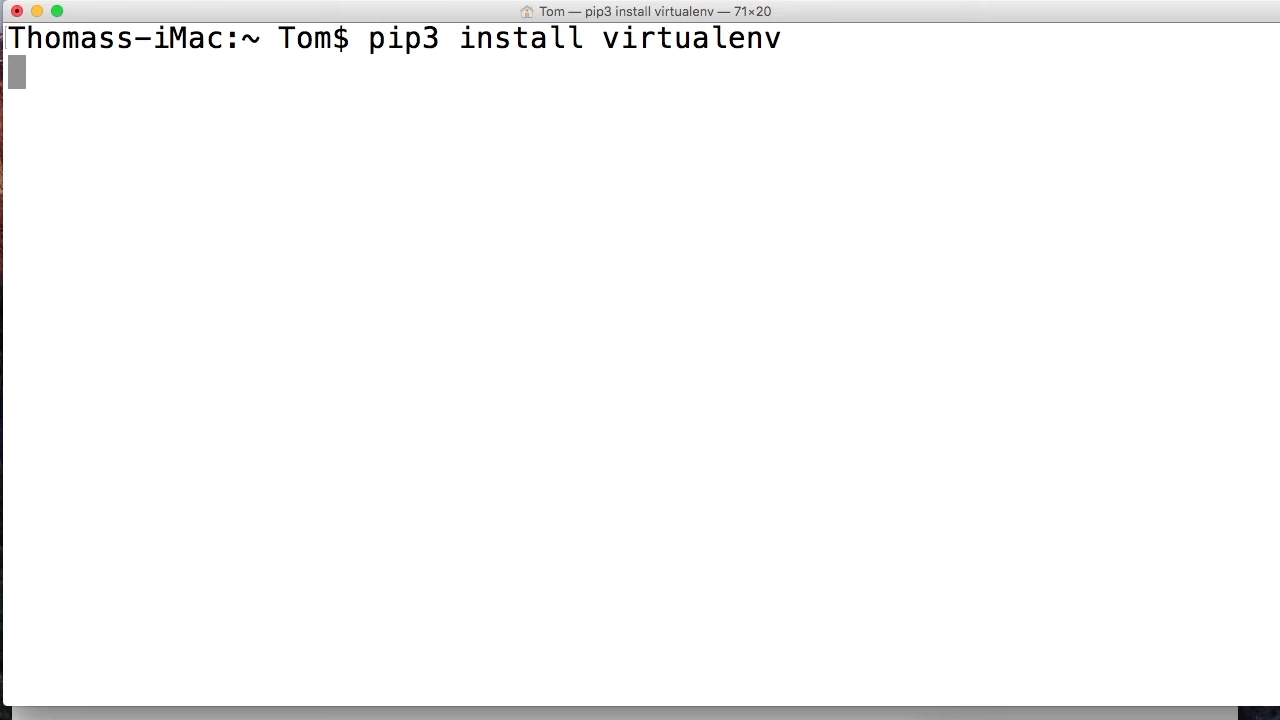 Tom — pip3 install virtualenv — 71×20
Thomass-iMac:~ Tom$ pip3 install virtualenv